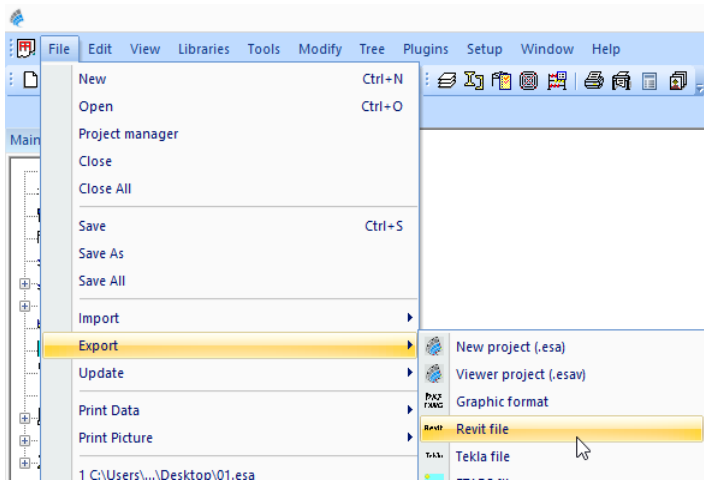 File Edit View Libraries Tools Modify Tree Plugins Setup Window Help
New Ctrl+N
Open Ctrl+O
Main
Project manager
Close
Close All
Save Ctrl+S
Save As
Save All
Import
Export
New project (.esa)
Update
Viewer project (.esav)
Graphic format
Print Data
Revit Revit file
Print Picture
Tekla Tekla file
1 C:\Users\...\Desktop\01.esa